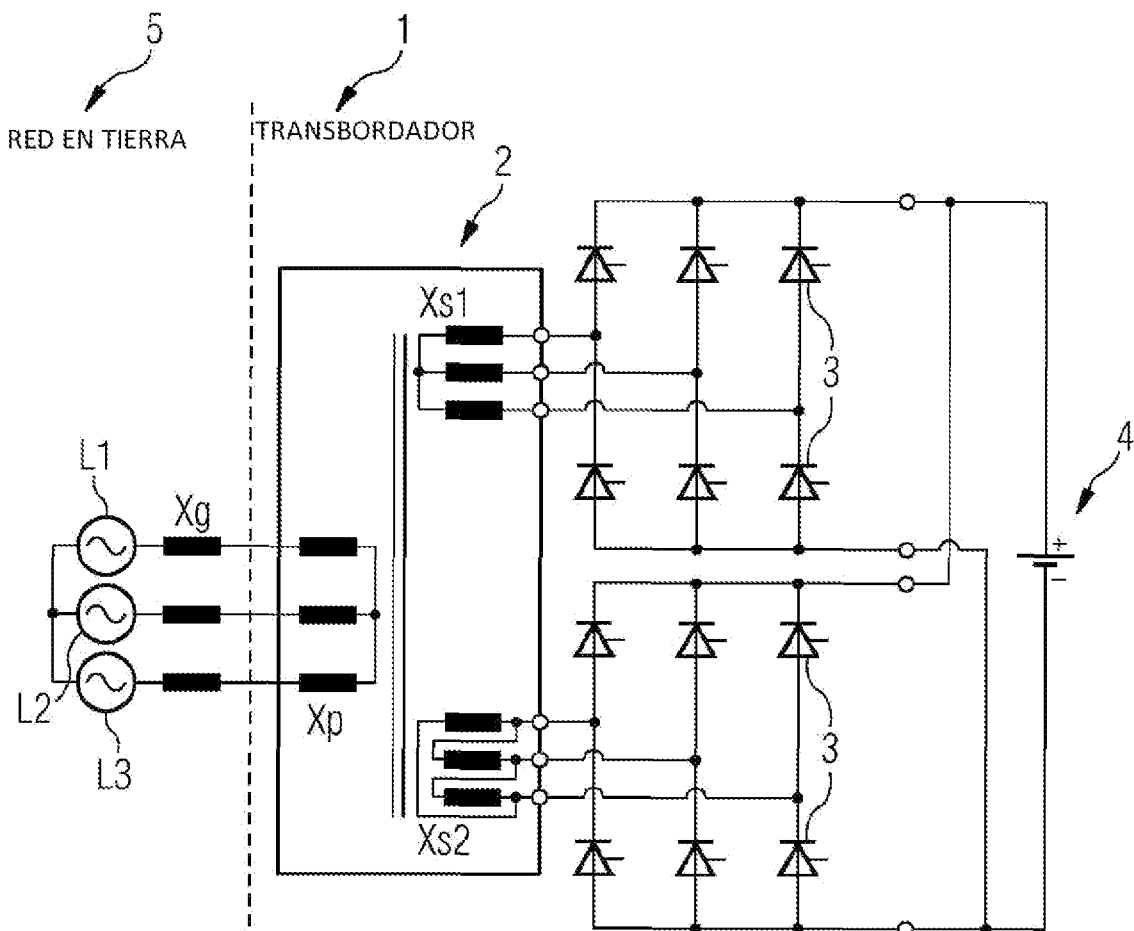 5
1
RED EN TIERRA
TRANSBORDADOR
2
Xs1
3
4
L1
Xg
+
−
L2
Xp
L3
3
Xs2